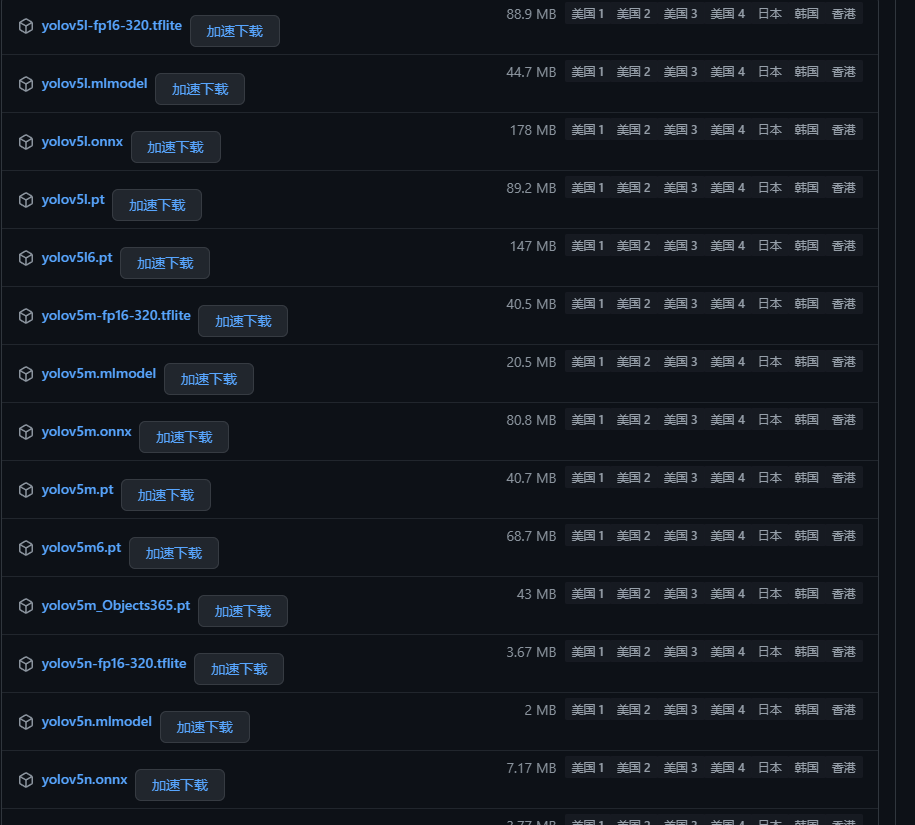 yolov5l-fp16-320.tflite 加速下载 88.9 MB 美国 1 美国 2 美国 3 美国 4 日本 韩国 香港
yolov5l.mlmodel 加速下载 44.7 MB 美国 1 美国 2 美国 3 美国 4 日本 韩国 香港
yolov5l.onnx 加速下载 178 MB 美国 1 美国 2 美国 3 美国 4 日本 韩国 香港
yolov5l.pt 加速下载 89.2 MB 美国 1 美国 2 美国 3 美国 4 日本 韩国 香港
yolov5l6.pt 加速下载 147 MB 美国 1 美国 2 美国 3 美国 4 日本 韩国 香港
yolov5m-fp16-320.tflite 加速下载 40.5 MB 美国 1 美国 2 美国 3 美国 4 日本 韩国 香港
yolov5m.mlmodel 加速下载 20.5 MB 美国 1 美国 2 美国 3 美国 4 日本 韩国 香港
yolov5m.onnx 加速下载 80.8 MB 美国 1 美国 2 美国 3 美国 4 日本 韩国 香港
yolov5m.pt 加速下载 40.7 MB 美国 1 美国 2 美国 3 美国 4 日本 韩国 香港
yolov5m6.pt 加速下载 68.7 MB 美国 1 美国 2 美国 3 美国 4 日本 韩国 香港
yolov5m_Objects365.pt 加速下载 43 MB 美国 1 美国 2 美国 3 美国 4 日本 韩国 香港
yolov5n-fp16-320.tflite 加速下载 3.67 MB 美国 1 美国 2 美国 3 美国 4 日本 韩国 香港
yolov5n.mlmodel 加速下载 2 MB 美国 1 美国 2 美国 3 美国 4 日本 韩国 香港
yolov5n.onnx 加速下载 7.17 MB 美国 1 美国 2 美国 3 美国 4 日本 韩国 香港